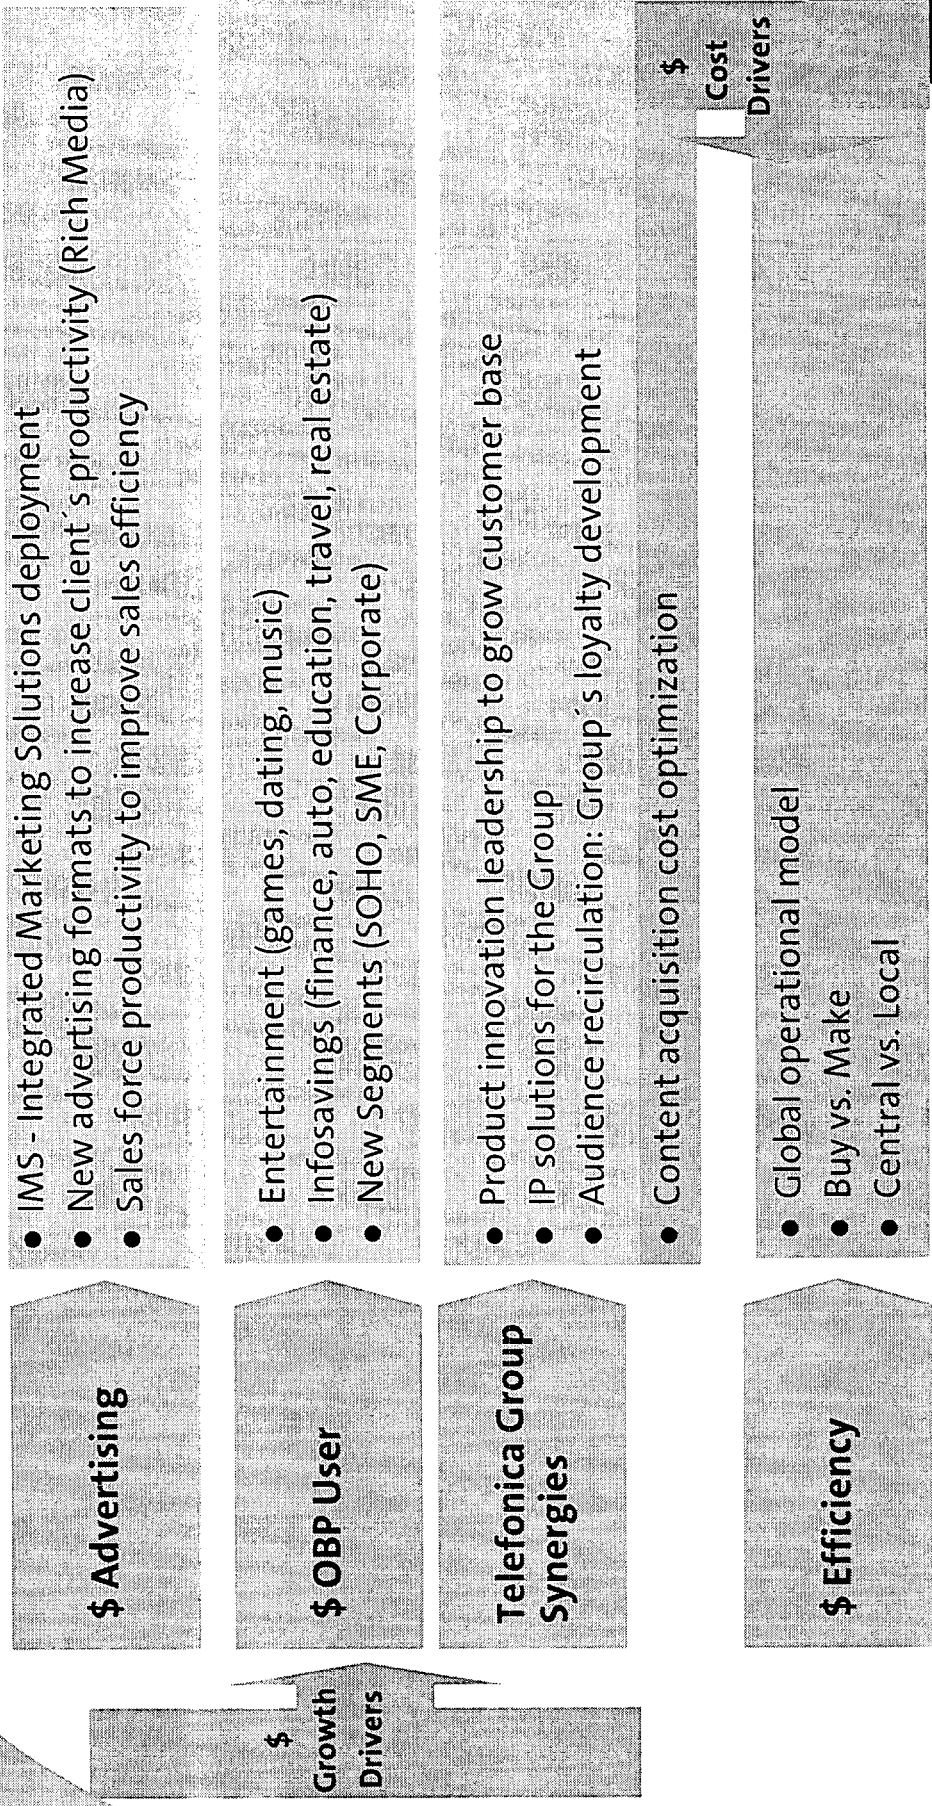 $
Growth
Drivers
$ Advertising
● IMS - Integrated Marketing Solutions deployment
● New advertising formats to increase client´s productivity (Rich Media)
● Sales force productivity to improve sales efficiency
$ OBP User
● Entertainment (games, dating, music)
● Infosavings (finance, auto, education, travel, real estate)
● New Segments (SOHO, SME, Corporate)
Telefonica Group
Synergies
● Product innovation leadership to grow customer base
● IP solutions for the Group
● Audience recirculation: Group´s loyalty development
● Content acquisition cost optimization
$ Efficiency
● Global operational model
● Buy vs. Make
● Central vs. Local
$
Cost
Drivers